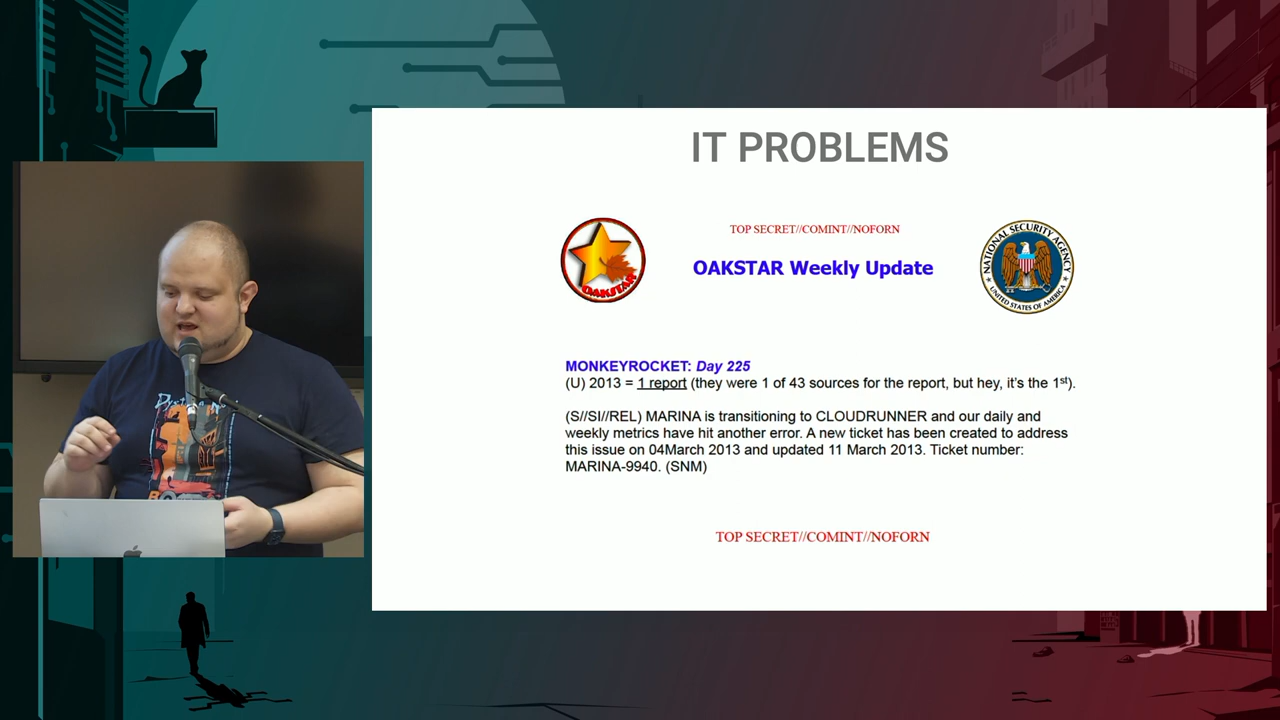 IT PROBLEMS
TOP SECRET//COMINT//NOFORN
OAKSTAR Weekly Update
OAKSTAR
NATIONAL SECURITY AGENCY
UNITED STATES OF AMERICA
MONKEYROCKET: Day 225
(U) 2013 = 1 report (they were 1 of 43 sources for the report, but hey, it's the 1st).
(S//SI//REL) MARINA is transitioning to CLOUDRUNNER and our daily and
weekly metrics have hit another error. A new ticket has been created to address
this issue on 04March 2013 and updated 11 March 2013. Ticket number:
MARINA-9940. (SNM)
TOP SECRET//COMINT//NOFORN